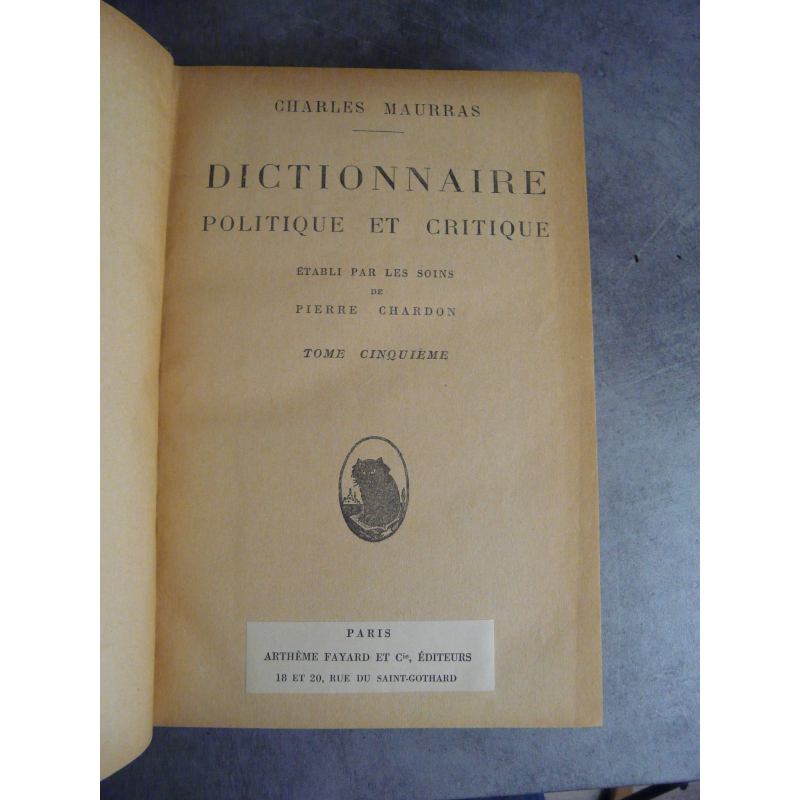 CHARLES MAURRAS
DICTIONNAIRE
POLITIQUE ET CRITIQUE
ÉTABLI PAR LES SOINS
DE
PIERRE CHARDON
TOME CINQUIÈME
PARIS
ARTHÈME FAYARD ET Cie, ÉDITEURS
18 ET 20, RUE DU SAINT-GOTHARD